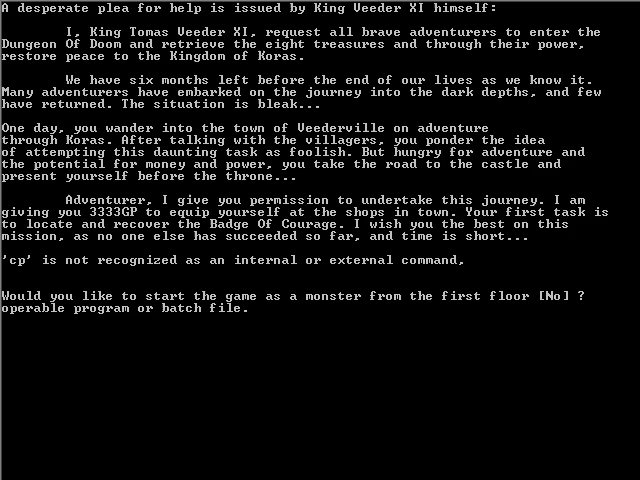 A desperate plea for help is issued by King Veeder XI himself:
I, King Tomas Veeder XI, request all brave adventurers to enter the
Dungeon Of Doom and retrieve the eight treasures and through their power,
restore peace to the Kingdom of Koras.
We have six months left before the end of our lives as we know it.
Many adventurers have embarked on the journey into the dark depths, and few
have returned. The situation is bleak...
One day, you wander into the town of Veederville on adventure
through Koras. After talking with the villagers, you ponder the idea
of attempting this daunting task as foolish. But hungry for adventure and
the potential for money and power, you take the road to the castle and
present yourself before the throne...
Adventurer, I give you permission to undertake this journey. I am
giving you 3333GP to equip yourself at the shops in town. Your first task is
to locate and recover the Badge Of Courage. I wish you the best on this
mission, as no one else has succeeded so far, and time is short...
'cp' is not recognized as an internal or external command,
Would you like to start the game as a monster from the first floor [No] ?
operable program or batch file.